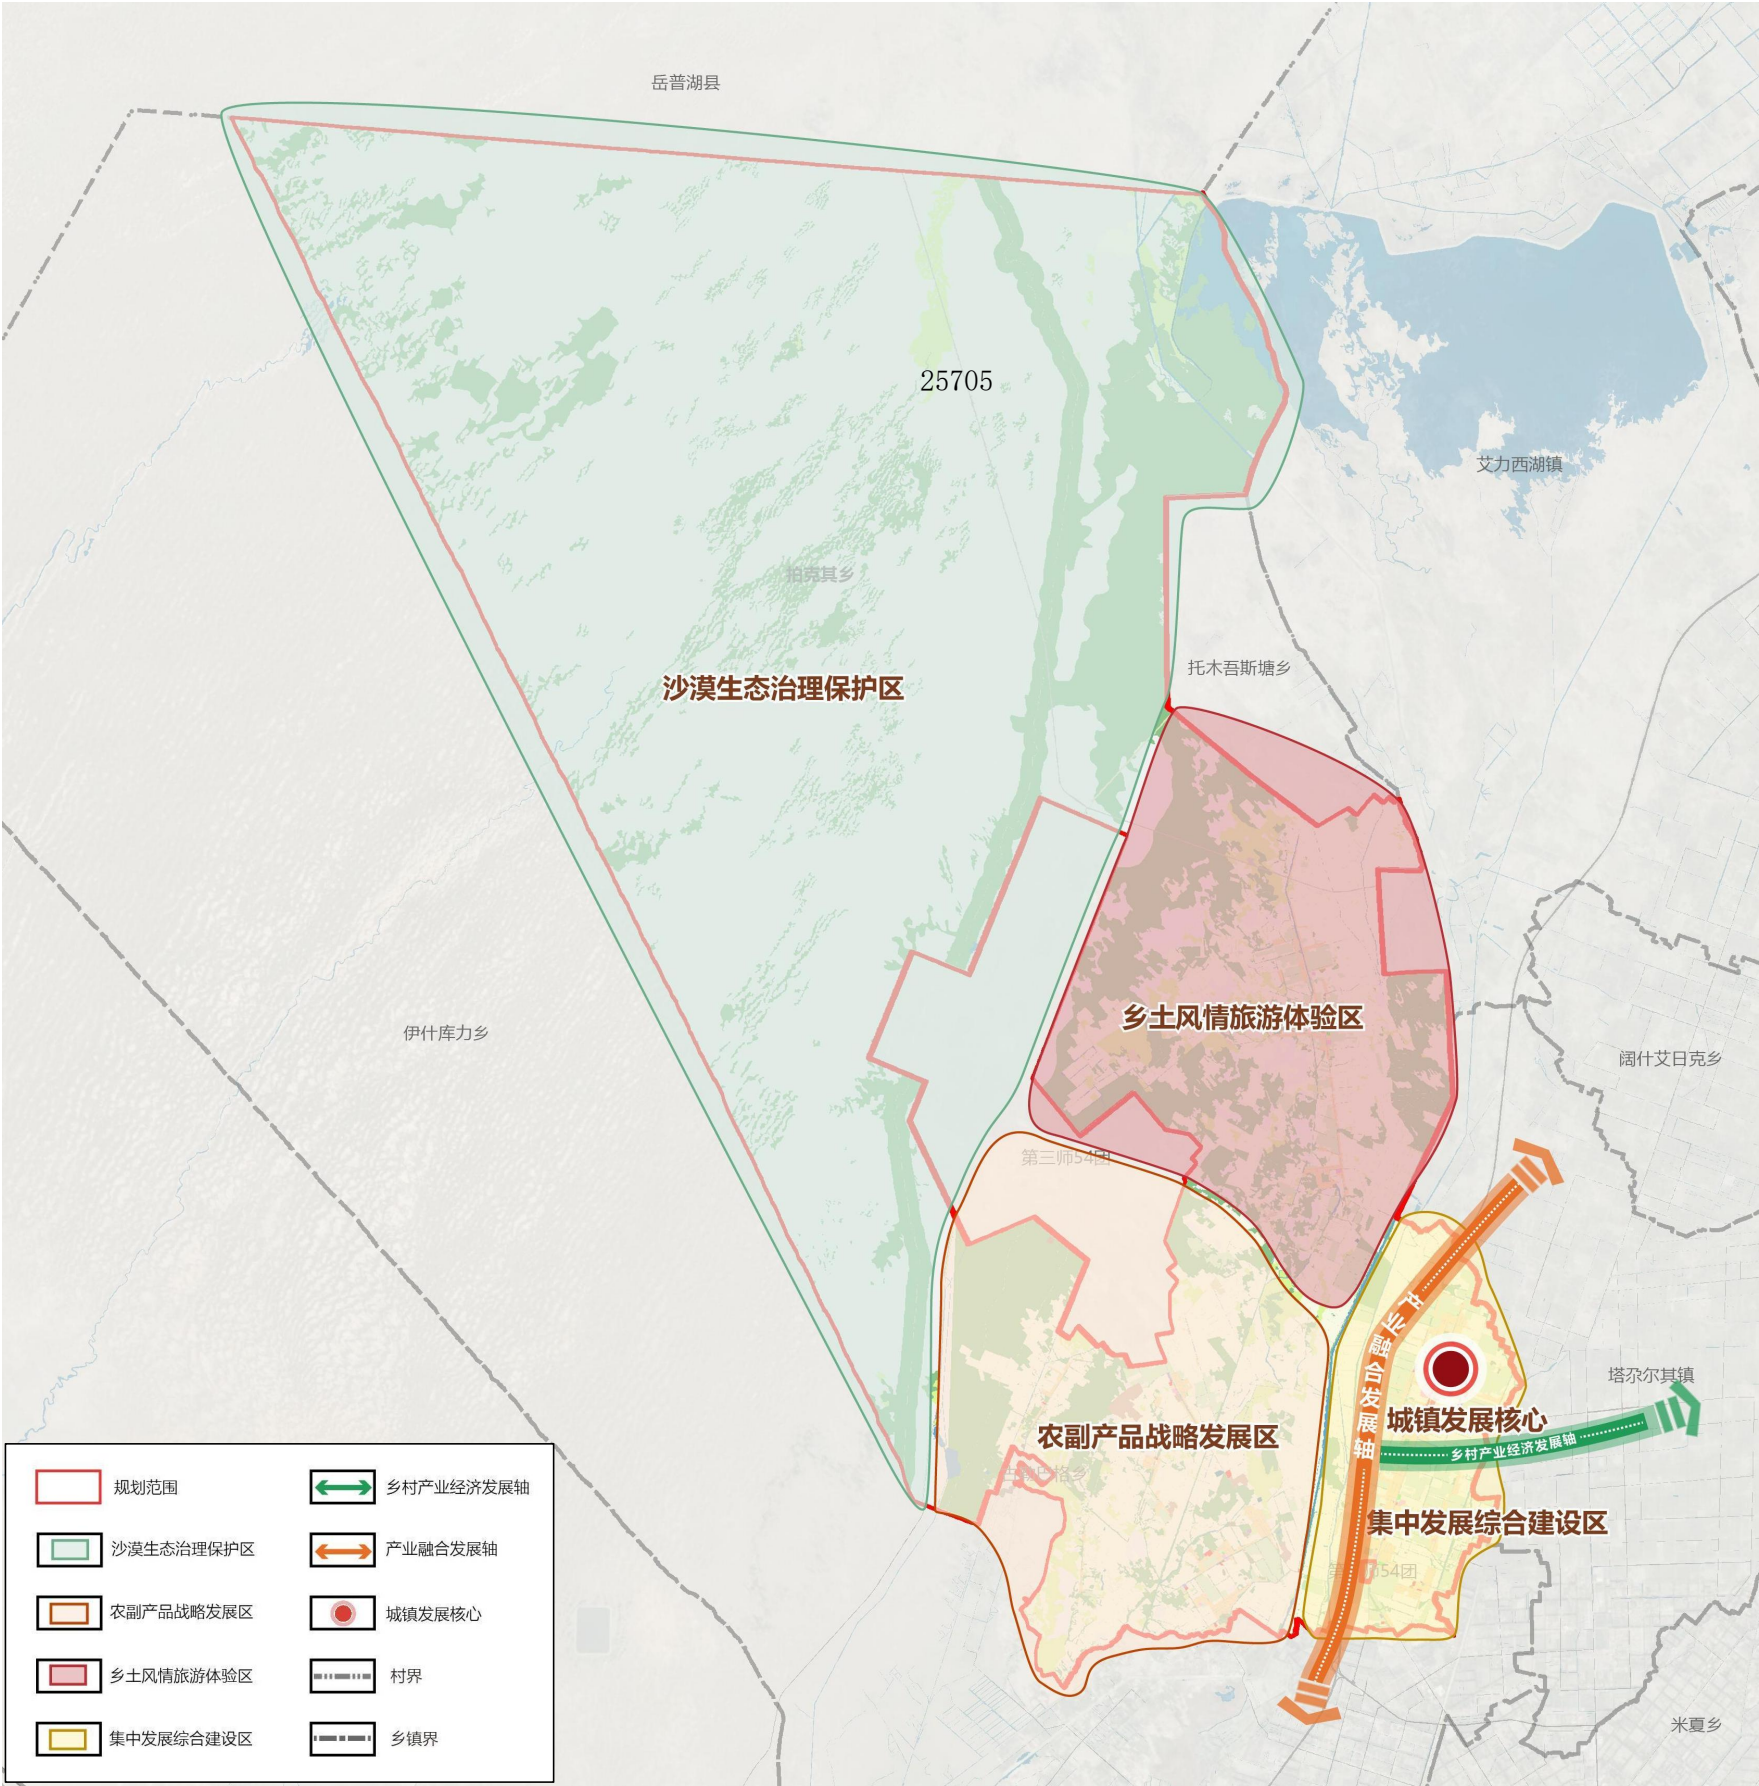 岳普湖县
25705
艾力西湖镇
拍克其乡
托木吾斯塘乡
沙漠生态治理保护区
乡土风情旅游体验区
伊什库力乡
阔什艾日克乡
第三师54团
产业融合发展轴
塔尕尔其镇
城镇发展核心
农副产品战略发展区
乡村产业经济发展轴
集中发展综合建设区
54团
米夏乡
规划范围
乡村产业经济发展轴
沙漠生态治理保护区
产业融合发展轴
农副产品战略发展区
城镇发展核心
乡土风情旅游体验区
村界
集中发展综合建设区
乡镇界